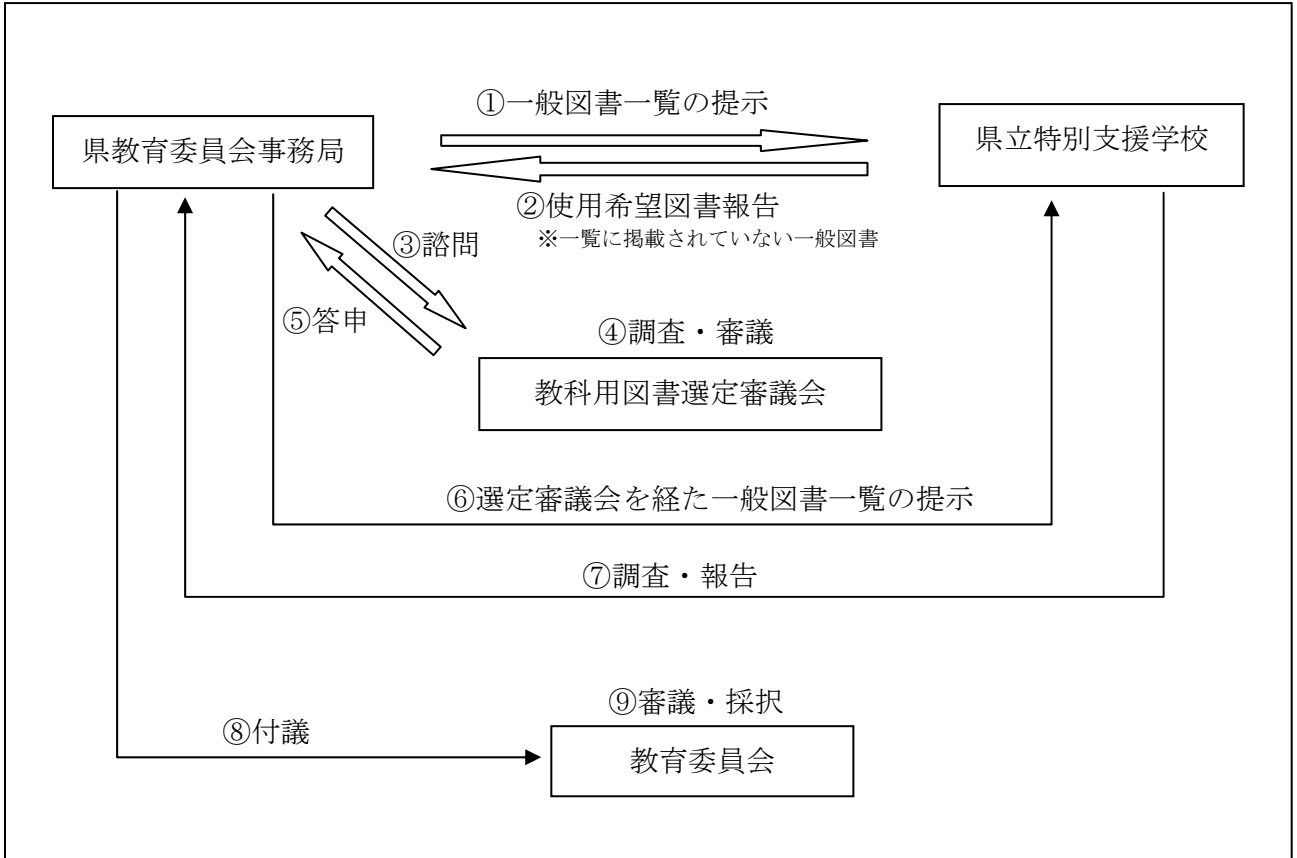 ①一般図書一覧の提示
県教育委員会事務局
県立特別支援学校
②使用希望図書報告
※一覧に掲載されていない一般図書
③諮問
⑤答申
④調査・審議
教科用図書選定審議会
⑥選定審議会を経た一般図書一覧の提示
⑦調査・報告
⑨審議・採択
⑧付議
教育委員会